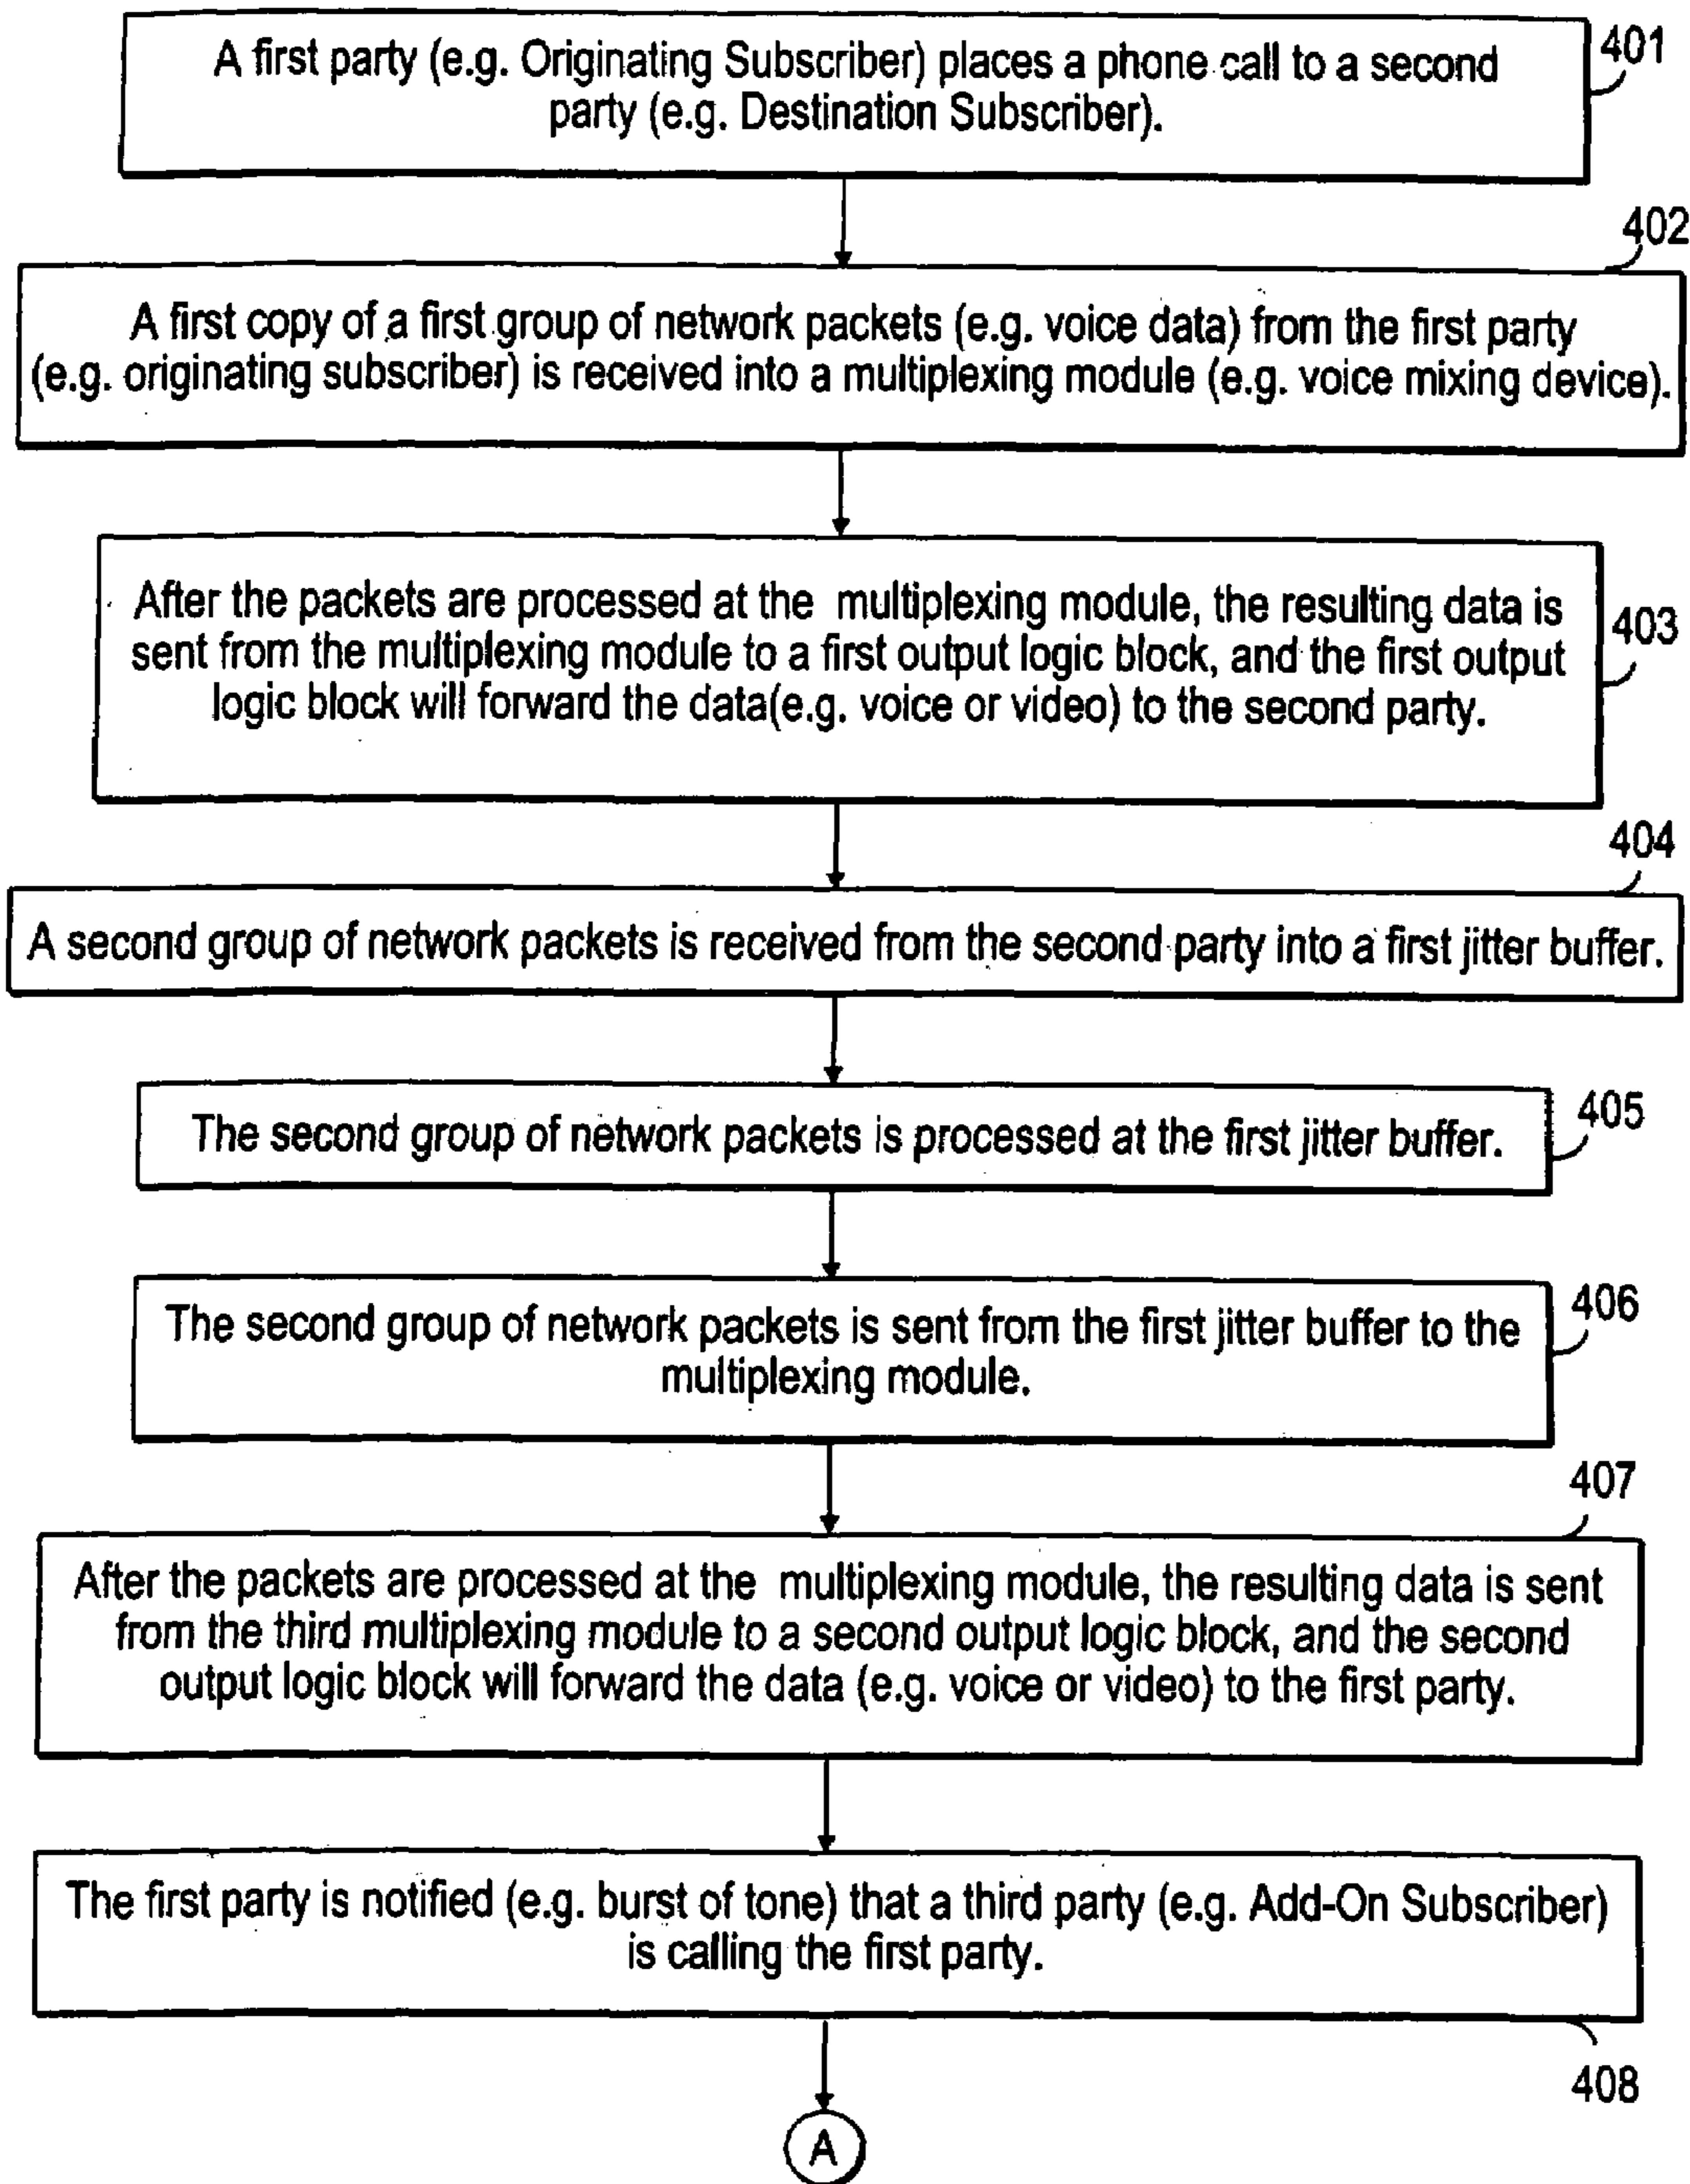 A first party (e.g. Originating Subscriber) places a phone call to a second
party (e.g. Destination Subscriber).
401
402
A first copy of a first group of network packets (e.g. voice data) from the first party
(e.g. originating subscriber) is received into a multiplexing module (e.g. voice mixing device).
After the packets are processed at the multiplexing module, the resulting data is
sent from the multiplexing module to a first output logic block, and the first output
logic block will forward the data(e.g. voice or video) to the second party.
403
404
A second group of network packets is received from the second party into a first jitter buffer.
The second group of network packets is processed at the first jitter buffer.
405
The second group of network packets is sent from the first jitter buffer to the
multiplexing module.
406
407
After the packets are processed at the multiplexing module, the resulting data is sent
from the third multiplexing module to a second output logic block, and the second
output logic block will forward the data (e.g. voice or video) to the first party.
The first party is notified (e.g. burst of tone) that a third party (e.g. Add-On Subscriber)
is calling the first party.
408
A